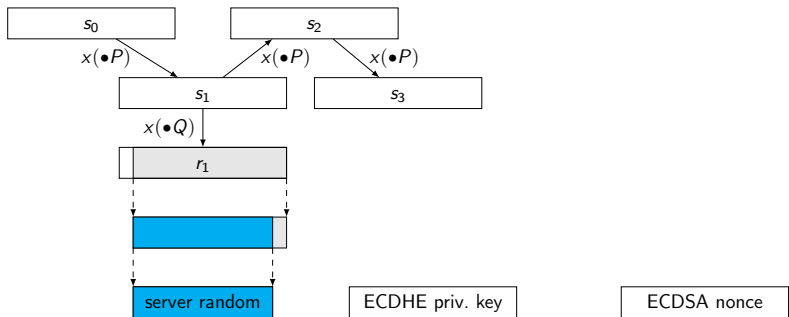 s₀
s₂
x(•P)
x(•P)
x(•P)
s₁
s₃
x(•Q)
r₁
server random
ECDHE priv. key
ECDSA nonce